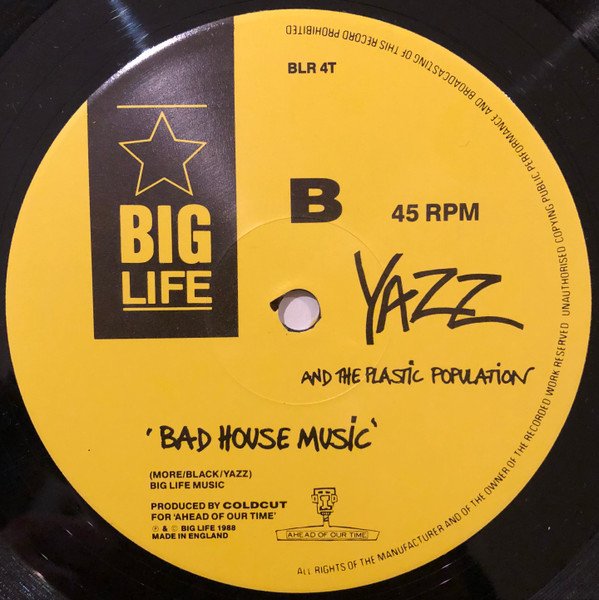 BLR 4T
BIG
LIFE
B
45 RPM
YAZZ
AND THE PLASTIC POPULATION
'BAD HOUSE MUSIC'
(MORE/BLACK/YAZZ)
BIG LIFE MUSIC
PRODUCED BY COLDCUT
FOR 'AHEAD OF OUR TIME'
℗ & © BIG LIFE 1988
MADE IN ENGLAND
AHEAD OF OUR TIME
ALL RIGHTS OF THE MANUFACTURER AND OF THE OWNER OF THE RECORDED WORK RESERVED UNAUTHORISED COPYING PUBLIC PERFORMANCE AND BROADCASTING OF THIS RECORD PROHIBITED